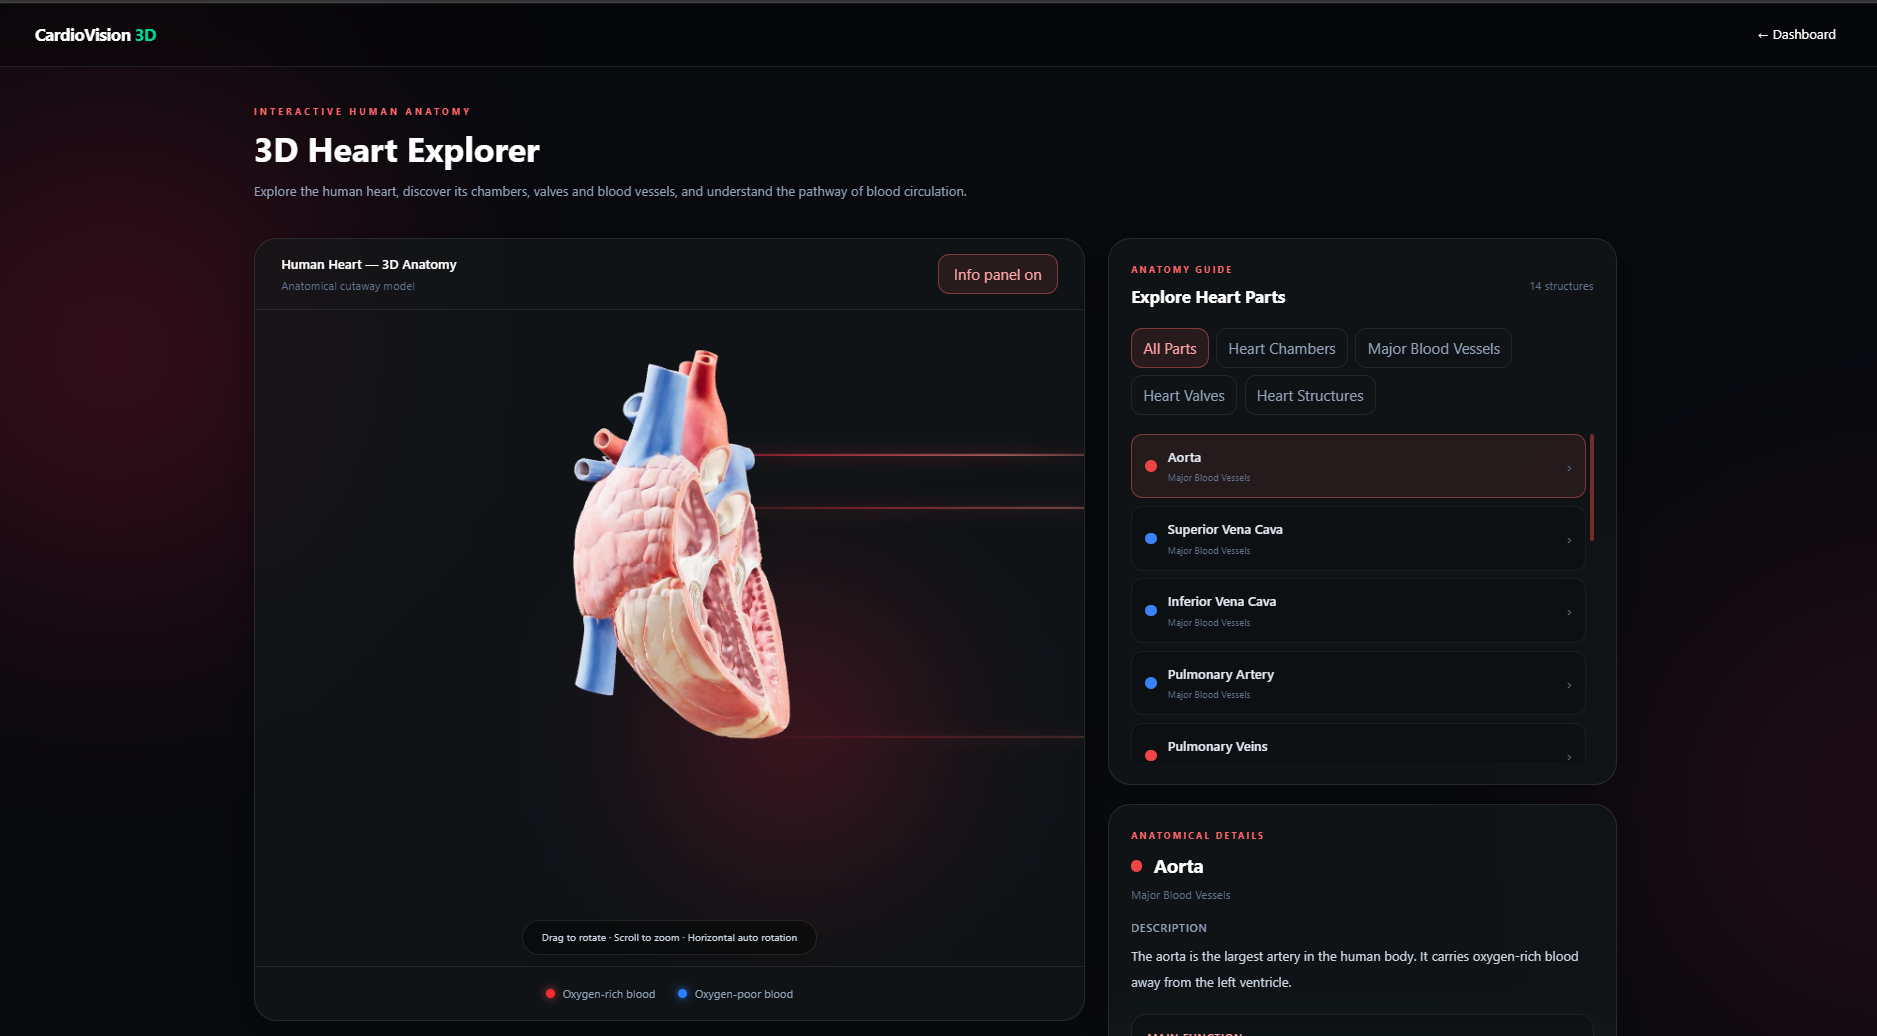 CardioVision 3D
← Dashboard
INTERACTIVE HUMAN ANATOMY
3D Heart Explorer
Explore the human heart, discover its chambers, valves and blood vessels, and understand the pathway of blood circulation.
Human Heart — 3D Anatomy
Anatomical cutaway model
Info panel on
Drag to rotate · Scroll to zoom · Horizontal auto rotation
Oxygen-rich blood
Oxygen-poor blood
ANATOMY GUIDE
Explore Heart Parts
14 structures
All Parts
Heart Chambers
Major Blood Vessels
Heart Valves
Heart Structures
Aorta
Major Blood Vessels
Superior Vena Cava
Major Blood Vessels
Inferior Vena Cava
Major Blood Vessels
Pulmonary Artery
Major Blood Vessels
Pulmonary Veins
ANATOMICAL DETAILS
Aorta
Major Blood Vessels
DESCRIPTION
The aorta is the largest artery in the human body. It carries oxygen-rich blood
away from the left ventricle.
MAIN FUNCTION